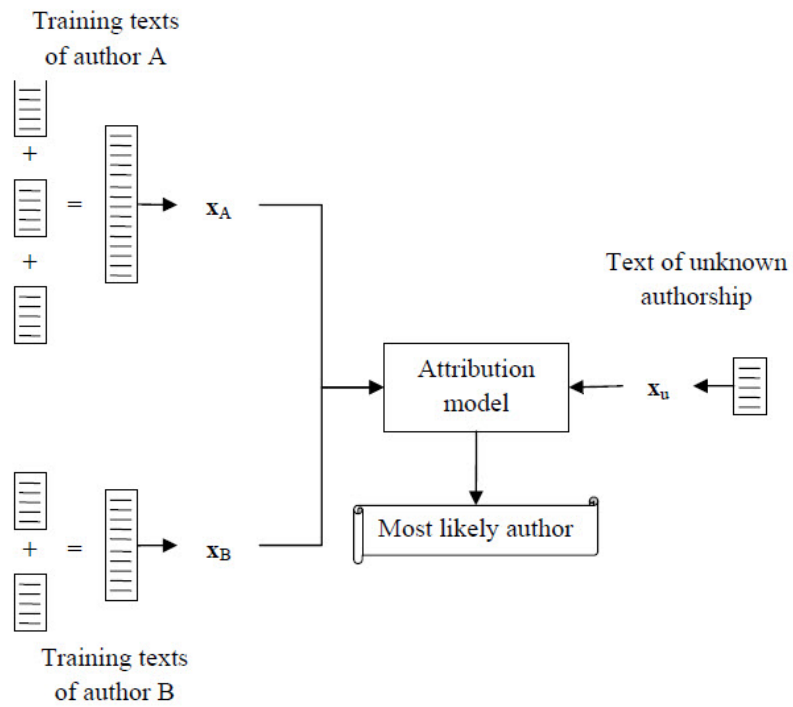 Training texts
of author A
+
=
x_A
+
Text of unknown
authorship
Attribution
model
x_u
Most likely author
+
=
x_B
Training texts
of author B